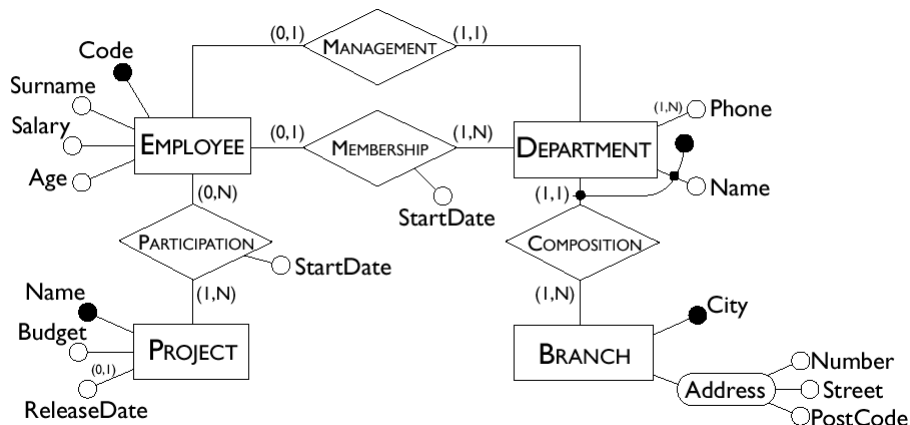 (0,1)
MANAGEMENT
(1,1)
Code
Surname
Salary
Age
EMPLOYEE
(0,1)
MEMBERSHIP
(1,N)
StartDate
DEPARTMENT
(1,N)
Phone
Name
(0,N)
PARTICIPATION
StartDate
(1,N)
(1,1)
COMPOSITION
(1,N)
Name
Budget
(0,1)
ReleaseDate
PROJECT
BRANCH
City
Address
Number
Street
PostCode